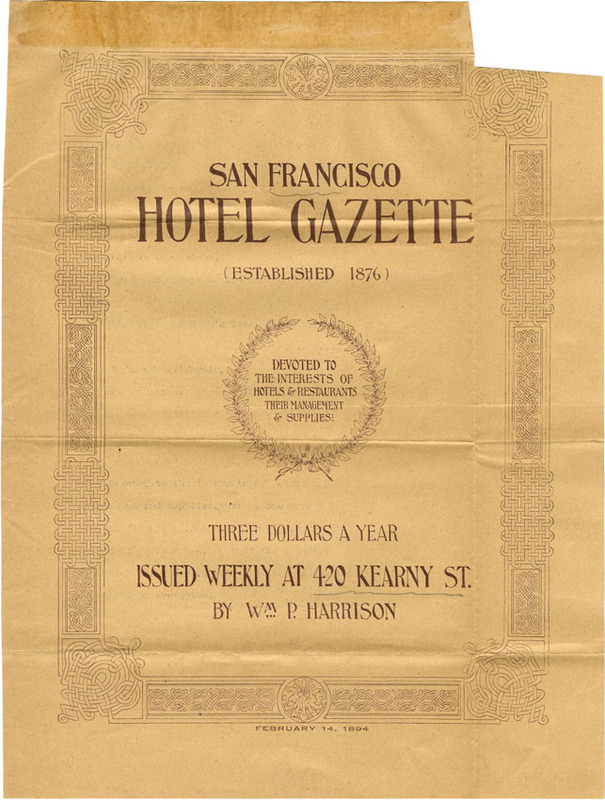 SAN FRANCISCO
HOTEL GAZETTE
(ESTABLISHED 1876)
DEVOTED TO
THE INTERESTS OF
HOTELS & RESTAURANTS
THEIR MANAGEMENT
& SUPPLIES:
THREE DOLLARS A YEAR
ISSUED WEEKLY AT 420 KEARNY ST.
BY WM. P. HARRISON
FEBRUARY 14, 1894